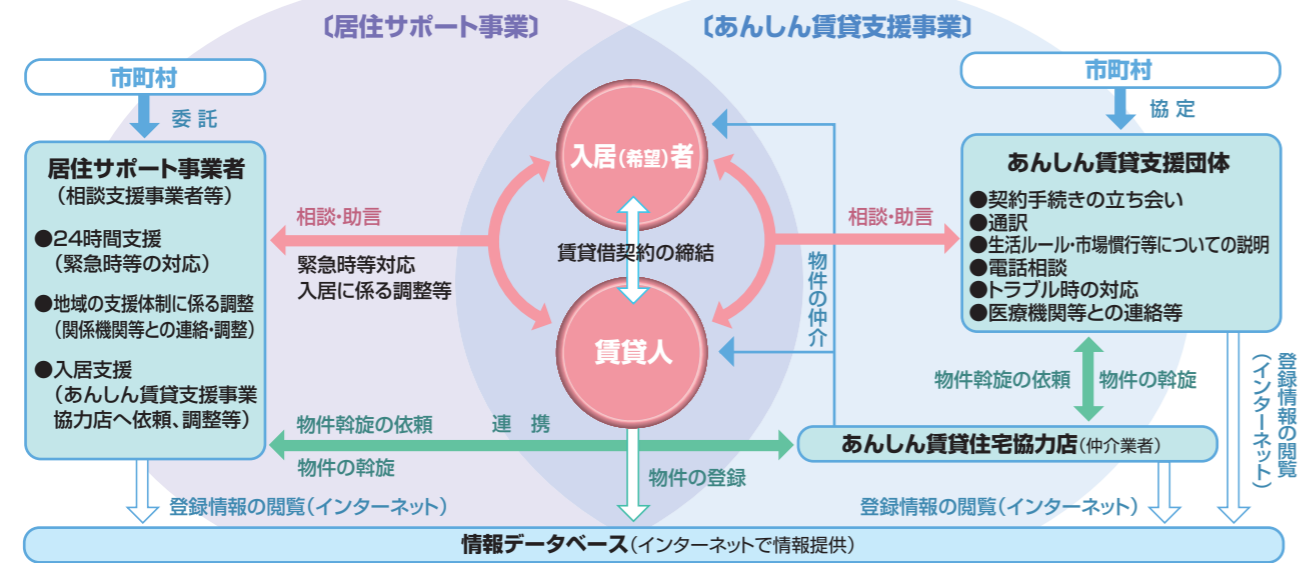 〔居住サポート事業〕
〔あんしん賃貸支援事業〕
市町村
委託
居住サポート事業者
（相談支援事業者等）
●24時間支援
（緊急時等の対応）
●地域の支援体制に係る調整
（関係機関等との連絡・調整）
●入居支援
（あんしん賃貸支援事業
協力店へ依頼、調整等）
相談・助言
緊急時等対応
入居に係る調整等
入居（希望）者
賃貸借契約の締結
賃貸人
相談・助言
物件の仲介
市町村
協定
あんしん賃貸支援団体
●契約手続きの立ち会い
●通訳
●生活ルール・市場慣行等についての説明
●電話相談
●トラブル時の対応
●医療機関等との連絡等
物件斡旋の依頼
物件の斡旋
登録情報の閲覧
（インターネット）
物件斡旋の依頼
連携
物件の斡旋
物件の登録
あんしん賃貸住宅協力店（仲介業者）
登録情報の閲覧（インターネット）
登録情報の閲覧（インターネット）
情報データベース（インターネットで情報提供）